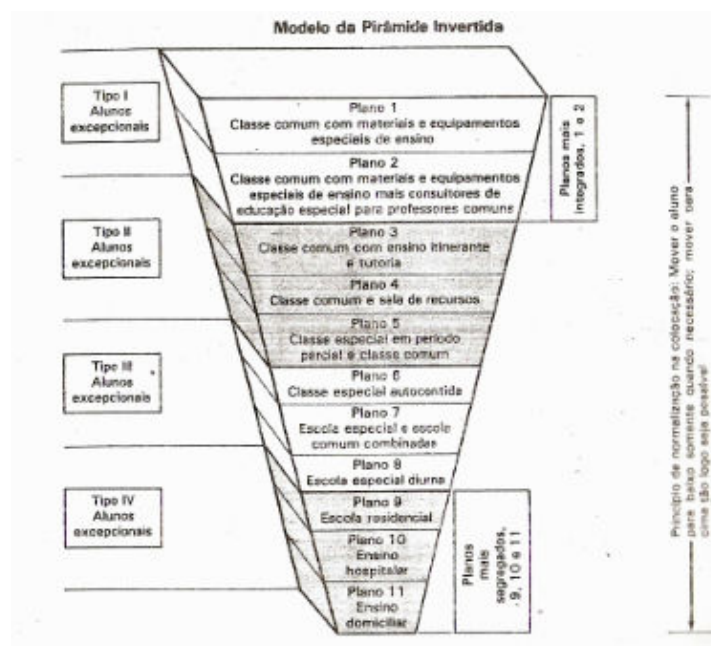 Modelo da Pirâmide Invertida
Tipo I
Alunos
excepcionais
Tipo II
Alunos
excepcionais
Tipo III
Alunos
excepcionais
Tipo IV
Alunos
excepcionais
Plano 1
Classe comum com materiais e equipamentos
especiais de ensino
Plano 2
Classe comum com materiais e equipamentos
especiais de ensino mais consultores de
educação especial para professores comuns
Plano 3
Classe comum com ensino itinerante
e tutoria
Plano 4
Classe comum e sala de recursos
Plano 5
Classe especial em período
parcial e classe comum
Plano 6
Classe especial autocontida
Plano 7
Escola especial e escola
comum combinadas
Plano 8
Escola especial diurna
Plano 9
Escola residencial
Plano 10
Ensino
hospitalar
Plano 11
Ensino
domiciliar
Planos mais
integrados, 1 e 2
Planos
mais
segregados,
9, 10 e 11
Princípio de normalização na colocação: Mover o aluno
para baixo somente quando necessário; mover para
cima tão logo seja possível